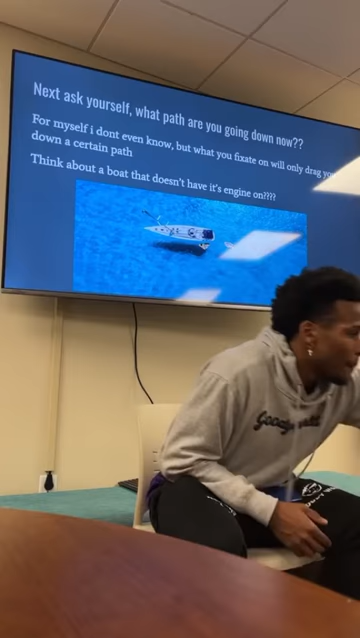 Next ask yourself, what path are you going down now??
For myself i dont even know, but what you fixate on will only drag
down a certain path
Think about a boat that doesn't have it's engine on????